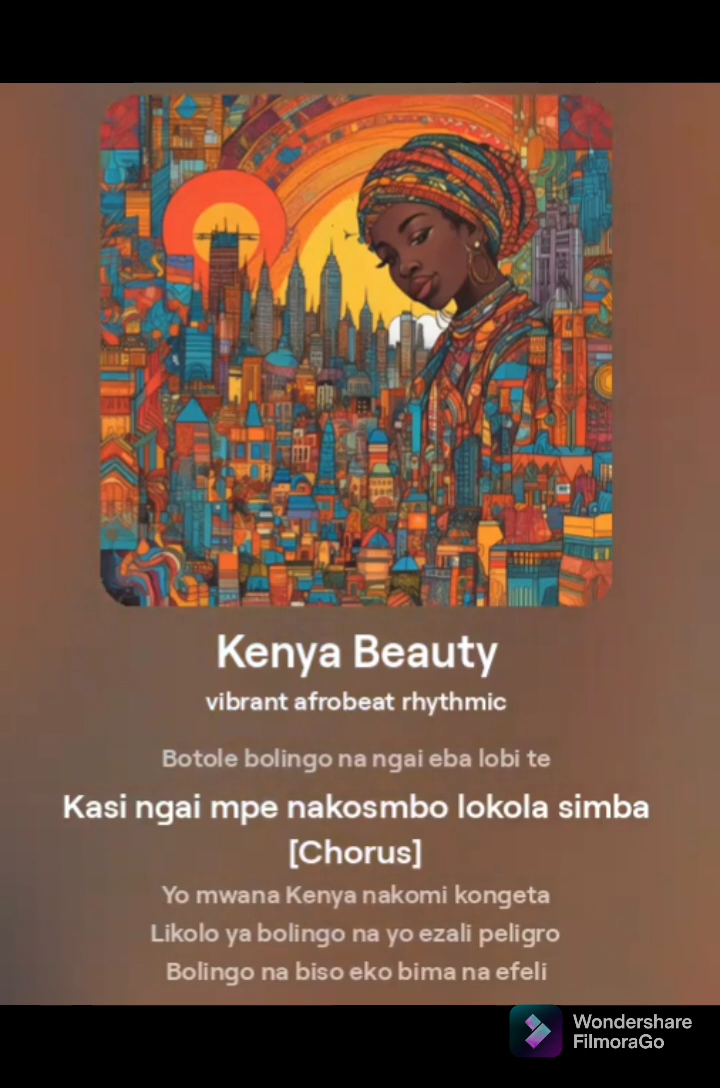 Kenya Beauty
vibrant afrobeat rhythmic
Botole bolingo na ngai eba lobi te
Kasi ngai mpe nakosmbo lokola simba
[Chorus]
Yo mwana Kenya nakomi kongeta
Likolo ya bolingo na yo ezali peligro
Bolingo na biso eko bima na efeli
Wondershare
FilmoraGo